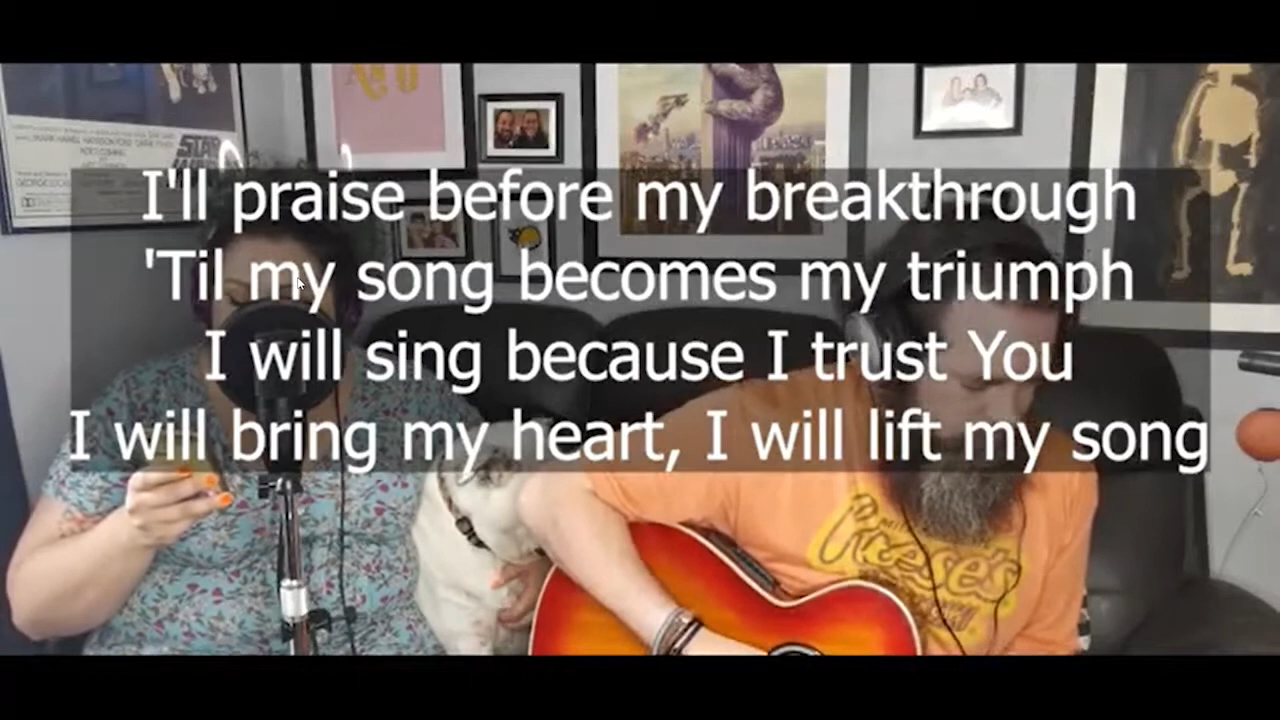 STAR
WARS
I'll praise before my breakthrough
'Til my song becomes my triumph
I will sing because I trust You
I will bring my heart, I will lift my song
Reese's